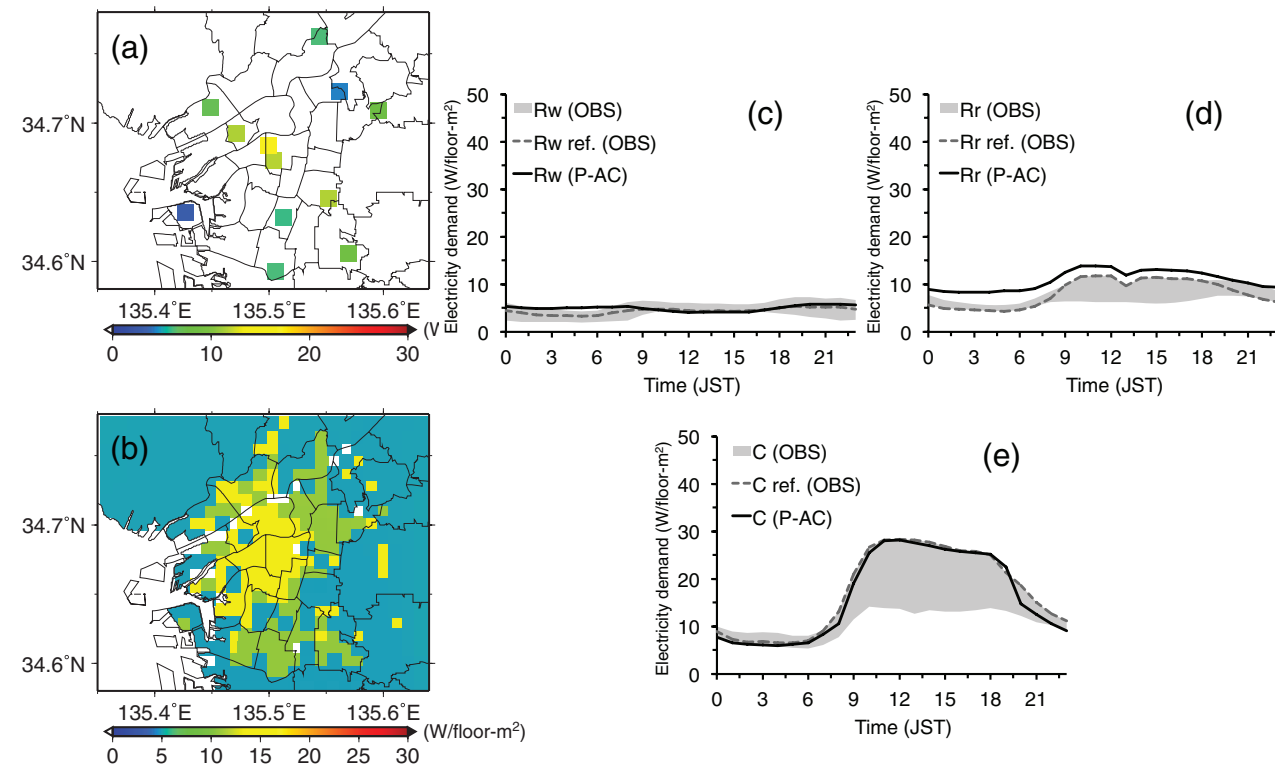 (a)
34.7˚N
34.6˚N
135.4˚E 135.5˚E 135.6˚E
0 10 20 30
(b)
34.7˚N
34.6˚N
135.4˚E 135.5˚E 135.6˚E
(W/floor-m²)
0 5 10 15 20 25 30
(c)
Rw (OBS)
Rw ref. (OBS)
Rw (P-AC)
Electricity demand (W/floor-m²)
50
40
30
20
10
0
0 3 6 9 12 15 18 21
Time (JST)
(d)
Rr (OBS)
Rr ref. (OBS)
Rr (P-AC)
Electricity demand (W/floor-m²)
50
40
30
20
10
0
0 3 6 9 12 15 18 21
Time (JST)
(e)
C (OBS)
C ref. (OBS)
C (P-AC)
Electricity demand (W/floor-m²)
50
40
30
20
10
0
0 3 6 9 12 15 18 21
Time (JST)